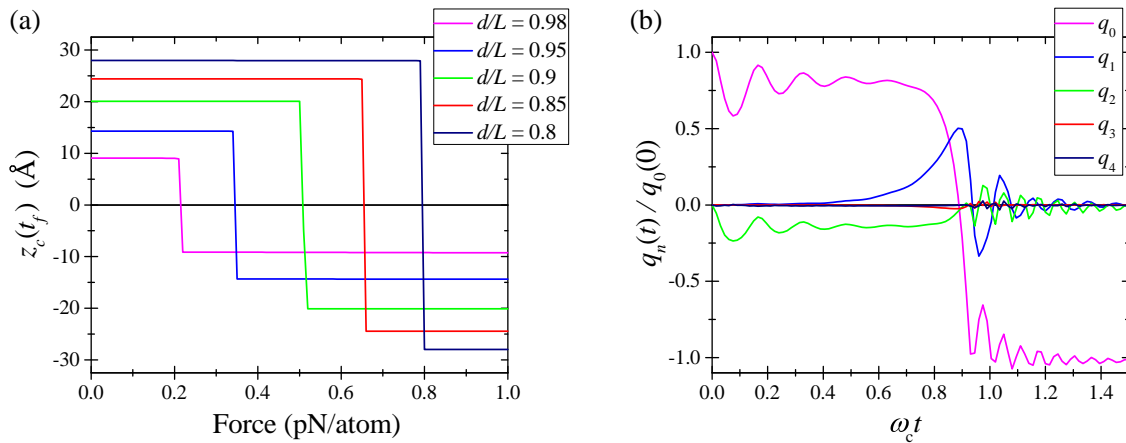 (a)
d/L = 0.98
d/L = 0.95
d/L = 0.9
d/L = 0.85
d/L = 0.8
30
20
10
0
-10
-20
-30
z_c(t_f) (Å)
0.0 0.2 0.4 0.6 0.8 1.0
Force (pN/atom)
(b)
q_0
q_1
q_2
q_3
q_4
1.0
0.5
0.0
-0.5
-1.0
q_n(t) / q_0(0)
0.0 0.2 0.4 0.6 0.8 1.0 1.2 1.4
ω_c t